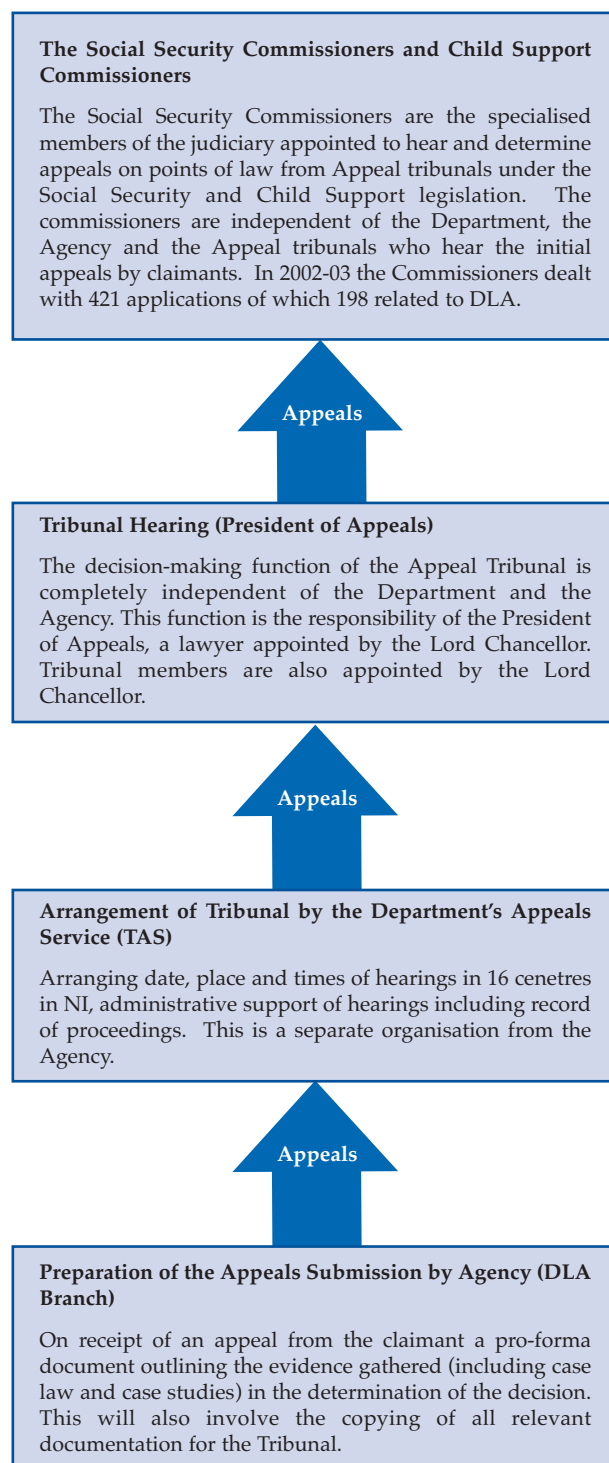 The Social Security Commissioners and Child Support
Commissioners
The Social Security Commissioners are the specialised
members of the judiciary appointed to hear and determine
appeals on points of law from Appeal tribunals under the
Social Security and Child Support legislation. The
commissioners are independent of the Department, the
Agency and the Appeal tribunals who hear the initial
appeals by claimants. In 2002-03 the Commissioners dealt
with 421 applications of which 198 related to DLA.
Appeals
Tribunal Hearing (President of Appeals)
The decision-making function of the Appeal Tribunal is
completely independent of the Department and the
Agency. This function is the responsibility of the President
of Appeals, a lawyer appointed by the Lord Chancellor.
Tribunal members are also appointed by the Lord
Chancellor.
Appeals
Arrangement of Tribunal by the Department's Appeals
Service (TAS)
Arranging date, place and times of hearings in 16 cenetres
in NI, administrative support of hearings including record
of proceedings. This is a separate organisation from the
Agency.
Appeals
Preparation of the Appeals Submission by Agency (DLA
Branch)
On receipt of an appeal from the claimant a pro-forma
document outlining the evidence gathered (including case
law and case studies) in the determination of the decision.
This will also involve the copying of all relevant
documentation for the Tribunal.